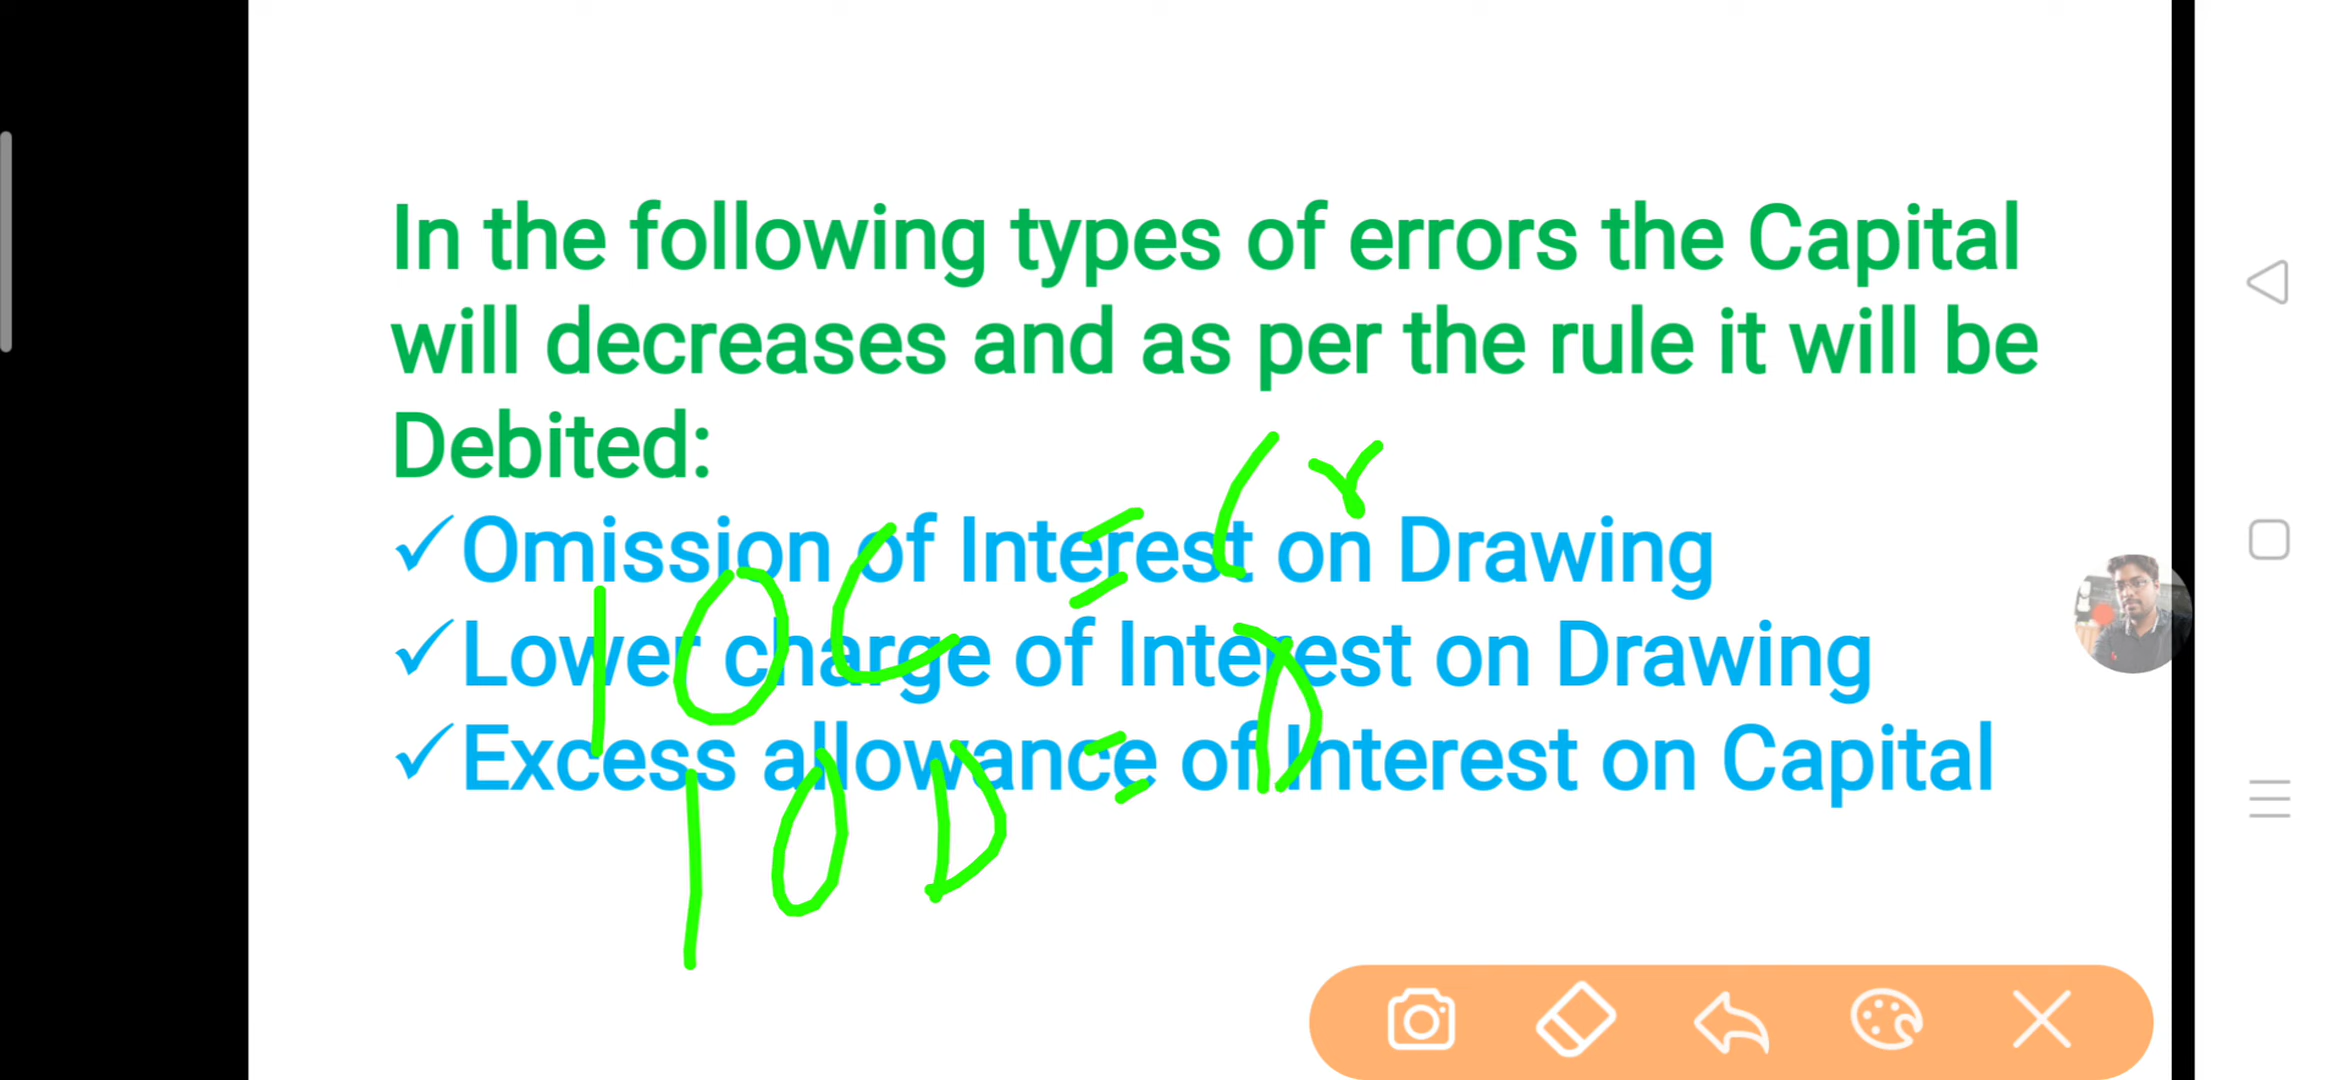 In the following types of errors the Capital
will decreases and as per the rule it will be
Debited:
✓Omission of Interest on Drawing
✓Lower charge of Interest on Drawing
✓Excess allowance of Interest on Capital
IOC = Cr
IOD = D